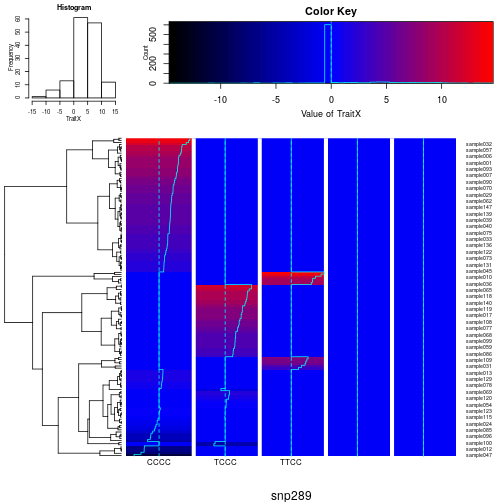 Histogram
Frequency
0 10 20 30 40 50 60
-15 -10 -5 0 5 10 15
TraitX
Color Key
Count
0 200 500
-10 -5 0 5 10
Value of TraitX
sample032
sample057
sample006
sample001
sample093
sample007
sample090
sample070
sample029
sample062
sample147
sample139
sample039
sample040
sample075
sample033
sample136
sample122
sample073
sample131
sample045
sample010
sample036
sample065
sample118
sample140
sample119
sample017
sample108
sample077
sample068
sample099
sample059
sample086
sample109
sample031
sample013
sample129
sample078
sample069
sample120
sample054
sample123
sample115
sample024
sample085
sample096
sample100
sample012
sample047
CCCC TCCC TTCC
snp289